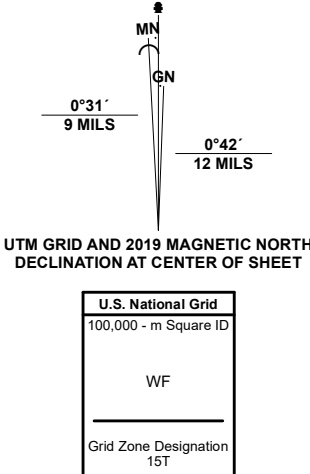 MN
GN
0°31´
9 MILS
0°42´
12 MILS
UTM GRID AND 2019 MAGNETIC NORTH
DECLINATION AT CENTER OF SHEET
U.S. National Grid
100,000 - m Square ID
WF
Grid Zone Designation
15T